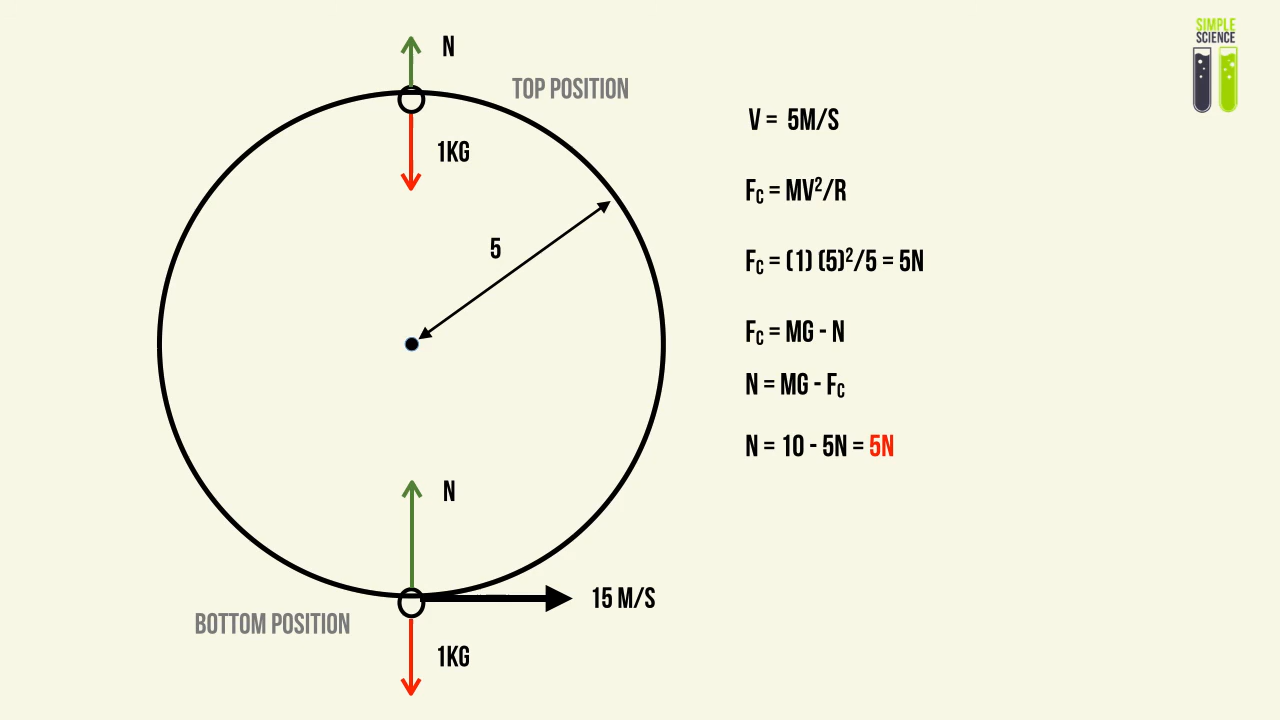 SIMPLE
SCIENCE
N
TOP POSITION
1KG
5
N
15 M/S
BOTTOM POSITION
1KG
V = 5M/S
FC = MV²/R
FC = (1) (5)²/5 = 5N
FC = MG - N
N = MG - FC
N = 10 - 5N = 5N